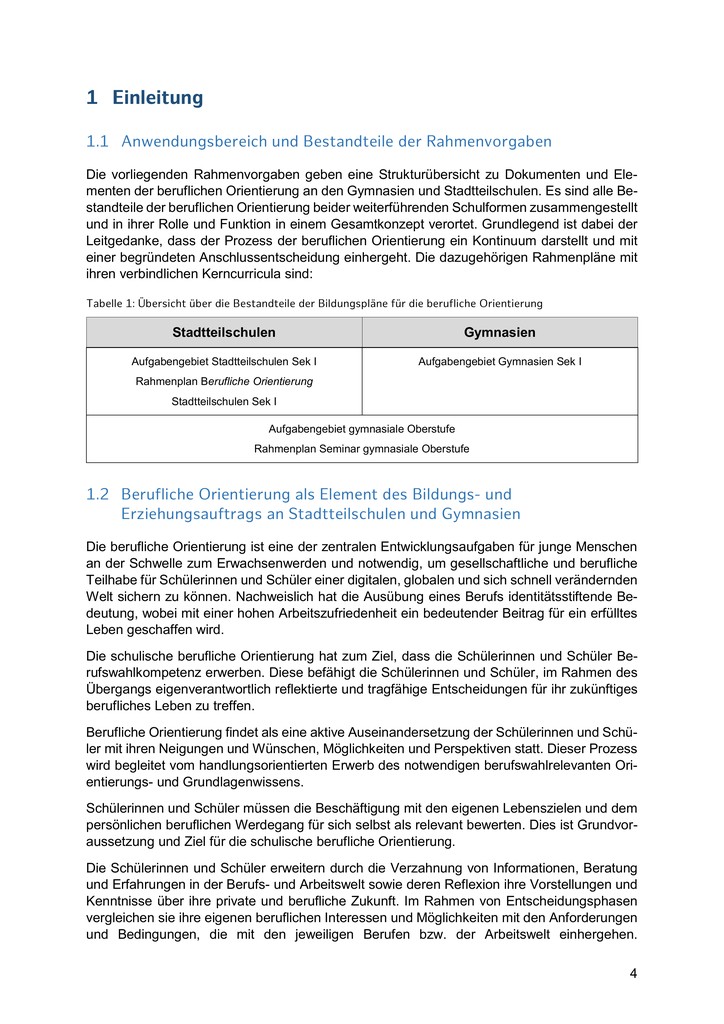 1 Einleitung
1.1 Anwendungsbereich und Bestandteile der Rahmenvorgaben
Die vorliegenden Rahmenvorgaben geben eine Strukturübersicht zu Dokumenten und Ele-
menten der beruflichen Orientierung an den Gymnasien und Stadtteilschulen. Es sind alle Be-
standteile der beruflichen Orientierung beider weiterführenden Schulformen zusammengestellt
und in ihrer Rolle und Funktion in einem Gesamtkonzept verortet. Grundlegend ist dabei der
Leitgedanke, dass der Prozess der beruflichen Orientierung ein Kontinuum darstellt und mit
einer begründeten Anschlussentscheidung einhergeht. Die dazugehörigen Rahmenpläne mit
ihren verbindlichen Kerncurricula sind:
Tabelle 1: Übersicht über die Bestandteile der Bildungspläne für die berufliche Orientierung
Stadtteilschulen Gymnasien
Aufgabengebiet Stadtteilschulen Sek I Aufgabengebiet Gymnasien Sek I
Rahmenplan Berufliche Orientierung
Stadtteilschulen Sek I
Aufgabengebiet gymnasiale Oberstufe
Rahmenplan Seminar gymnasiale Oberstufe
1.2 Berufliche Orientierung als Element des Bildungs- und
Erziehungsauftrags an Stadtteilschulen und Gymnasien
Die berufliche Orientierung ist eine der zentralen Entwicklungsaufgaben für junge Menschen
an der Schwelle zum Erwachsenwerden und notwendig, um gesellschaftliche und berufliche
Teilhabe für Schülerinnen und Schüler einer digitalen, globalen und sich schnell verändernden
Welt sichern zu können. Nachweislich hat die Ausübung eines Berufs identitätsstiftende Be-
deutung, wobei mit einer hohen Arbeitszufriedenheit ein bedeutender Beitrag für ein erfülltes
Leben geschaffen wird.
Die schulische berufliche Orientierung hat zum Ziel, dass die Schülerinnen und Schüler Be-
rufswahlkompetenz erwerben. Diese befähigt die Schülerinnen und Schüler, im Rahmen des
Übergangs eigenverantwortlich reflektierte und tragfähige Entscheidungen für ihr zukünftiges
berufliches Leben zu treffen.
Berufliche Orientierung findet als eine aktive Auseinandersetzung der Schülerinnen und Schü-
ler mit ihren Neigungen und Wünschen, Möglichkeiten und Perspektiven statt. Dieser Prozess
wird begleitet vom handlungsorientierten Erwerb des notwendigen berufswahlrelevanten Ori-
entierungs- und Grundlagenwissens.
Schülerinnen und Schüler müssen die Beschäftigung mit den eigenen Lebenszielen und dem
persönlichen beruflichen Werdegang für sich selbst als relevant bewerten. Dies ist Grundvor-
aussetzung und Ziel für die schulische berufliche Orientierung.
Die Schülerinnen und Schüler erweitern durch die Verzahnung von Informationen, Beratung
und Erfahrungen in der Berufs- und Arbeitswelt sowie deren Reflexion ihre Vorstellungen und
Kenntnisse über ihre private und berufliche Zukunft. Im Rahmen von Entscheidungsphasen
vergleichen sie ihre eigenen beruflichen Interessen und Möglichkeiten mit den Anforderungen
und Bedingungen, die mit den jeweiligen Berufen bzw. der Arbeitswelt einhergehen.
4